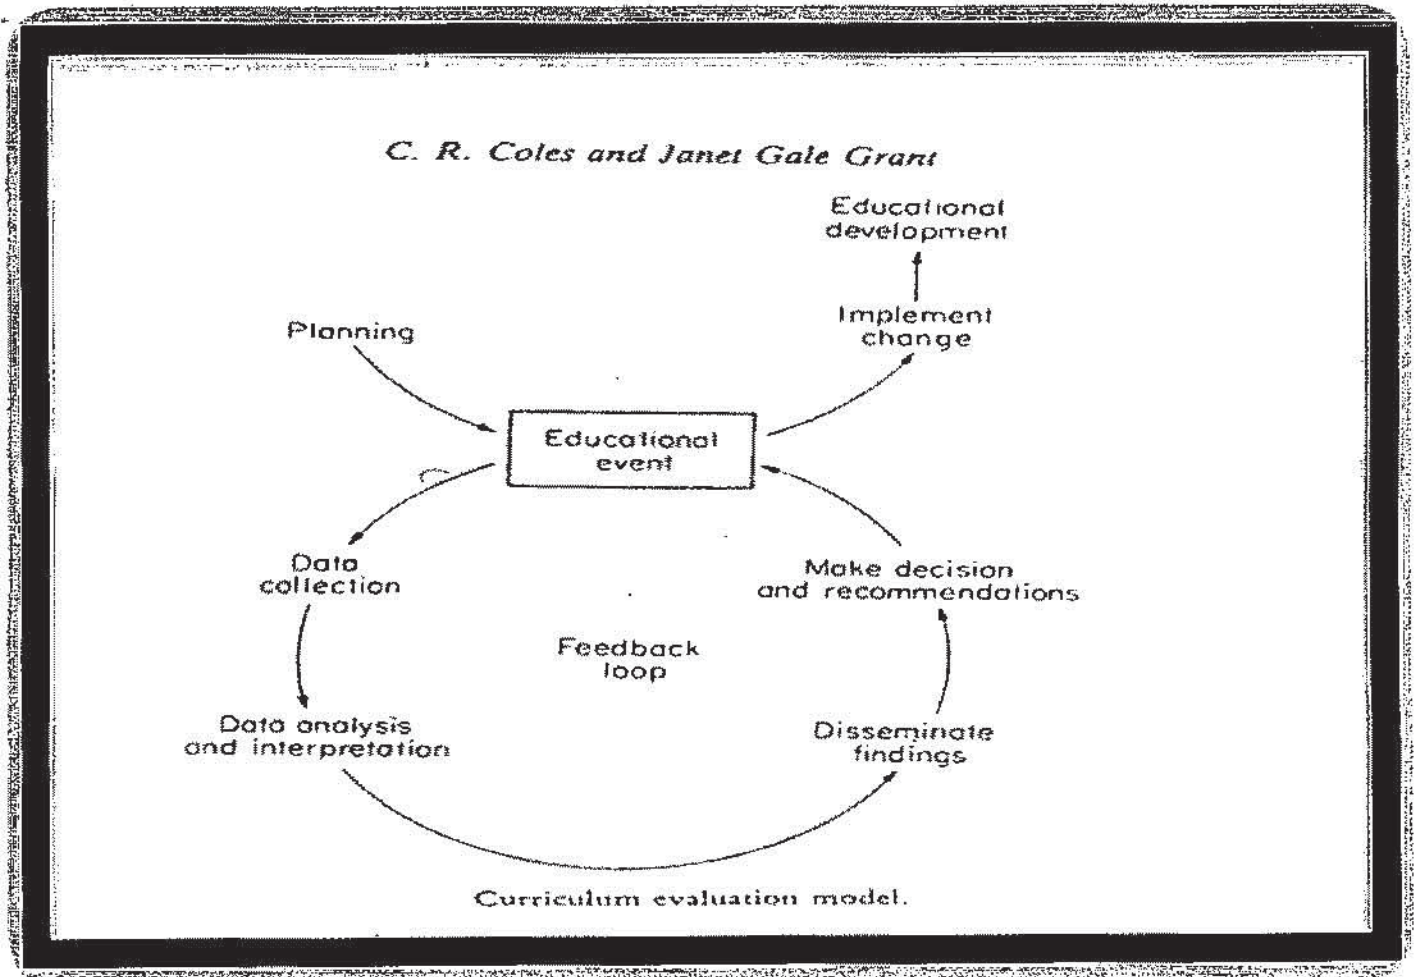 C. R. Coles and Janet Gale Grant
Educational
development
Implement
change
Planning
Educational
event
Data
collection
Make decision
and recommendations
Feedback
loop
Data analysis
and interpretation
Disseminate
findings
Curriculum evaluation model.